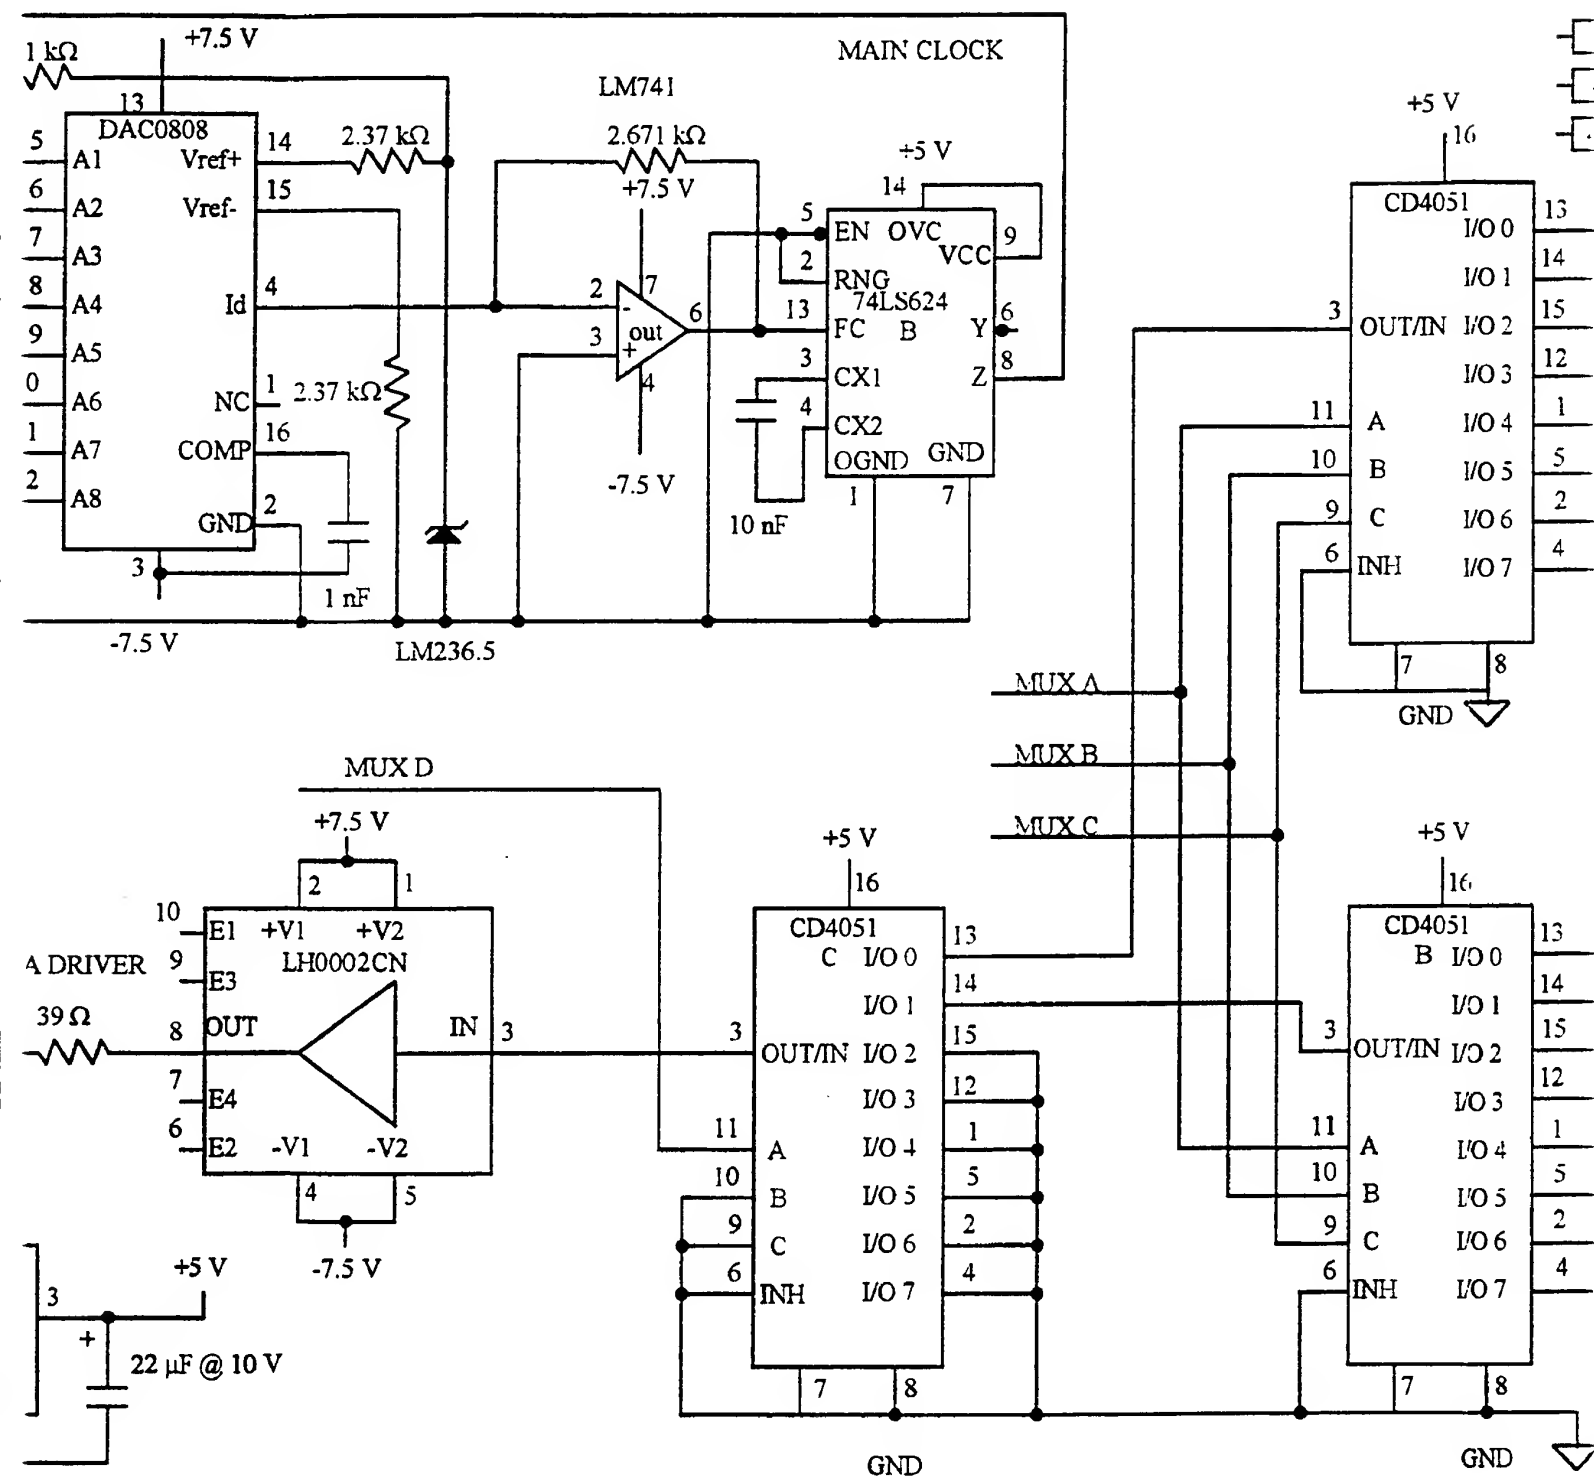 1 kΩ
+7.5 V
MAIN CLOCK
LM741
13
DAC0808
5 A1
6 A2
7 A3
8 A4
9 A5
0 A6
1 A7
2 A8
Vref+ 14
Vref- 15
Id 4
NC 1
COMP 16
GND 2
3
-7.5 V
1 nF
2.37 kΩ
2.37 kΩ
LM236.5
2.671 kΩ
+7.5 V
7
2 -
3 +
out
6
4
-7.5 V
+5 V
14
5 EN OVC
VCC 9
2 RNG
74LS624
13 FC B
Y 6
3 CX1
Z 8
4 CX2
OGND GND
1 7
10 nF
+5 V
16
CD4051
I/O 0 13
I/O 1 14
3 OUT/IN I/O 2 15
I/O 3 12
11 A I/O 4 1
10 B I/O 5 5
9 C I/O 6 2
6 INH I/O 7 4
7 8
GND
MUX A
MUX B
MUX C
MUX D
+7.5 V
2 1
10 E1 +V1 +V2
LH0002CN
A DRIVER
9 E3
39 Ω
8 OUT IN 3
7 E4
6 E2 -V1 -V2
4 5
-7.5 V
+5 V
3
+
22 µF @ 10 V
+5 V
16
CD4051
C I/O 0 13
I/O 1 14
3 OUT/IN I/O 2 15
I/O 3 12
11 A I/O 4 1
10 B I/O 5 5
9 C I/O 6 2
6 INH I/O 7 4
7 8
GND
+5 V
16
CD4051
B I/O 0 13
I/O 1 14
3 OUT/IN I/O 2 15
I/O 3 12
11 A I/O 4 1
10 B I/O 5 5
9 C I/O 6 2
6 INH I/O 7 4
7 8
GND